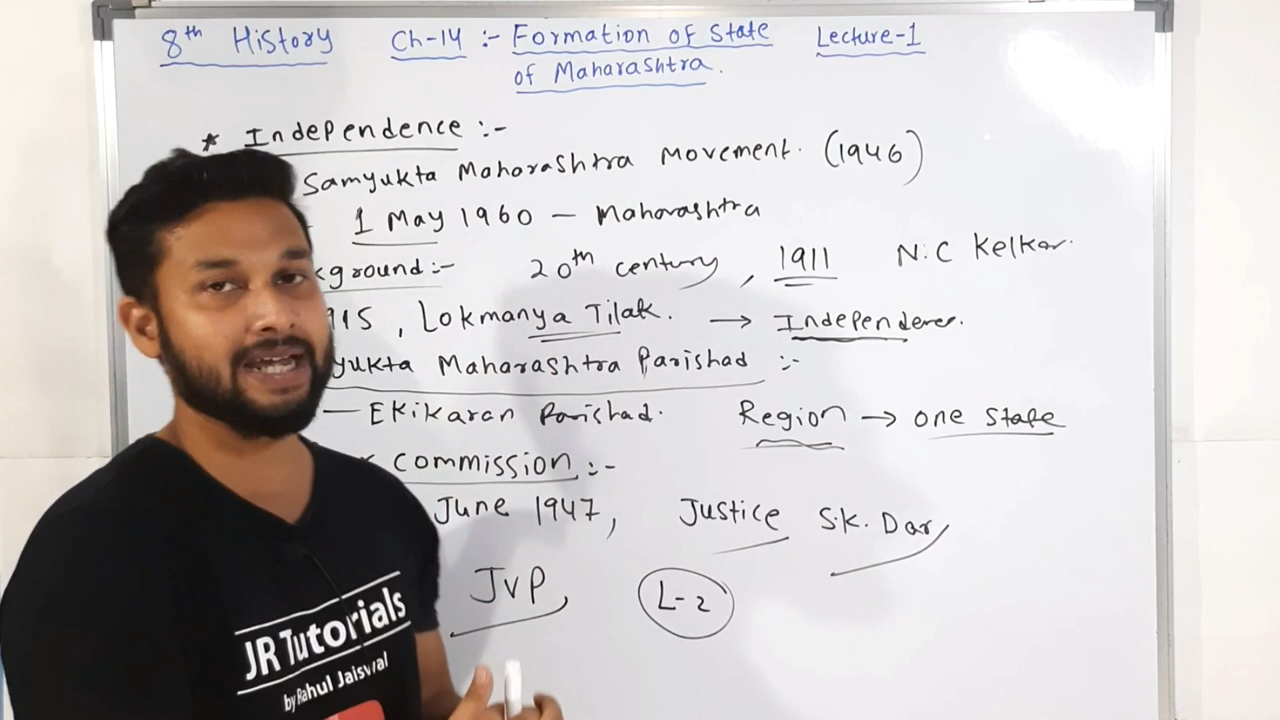 8th History Ch-14 :- Formation of State Lecture-1
of Maharashtra.
* Independence :-
Samyukta Maharashtra Movement. (1946)
1 May 1960 - Maharashtra
kground :- 20th century, 1911 N.C Kelkar.
915, Lokmanya Tilak. → Independence.
yukta Maharashtra Parishad :-
- Ekikaran Parishad. Region → one state
commission :-
June 1947, Justice S.K. Dar
JVP, L-2
JR Tutorials
by Rahul Jaiswal